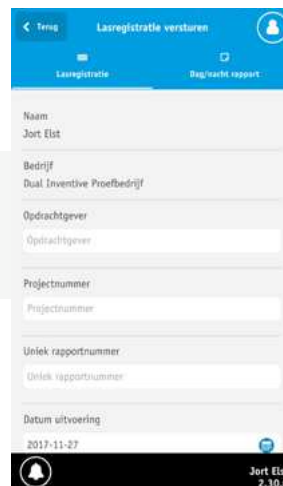 Terug
Lasregistratie versturen
Lasregistratie
Dag/nacht rapport
Naam
Jort Elst
Bedrijf
Dual Inventive Proefbedrijf
Opdrachtgever
Opdrachtgever
Projectnummer
Projectnummer
Uniek rapportnummer
Uniek rapportnummer
Datum uitvoering
2017-11-27
Jort Els
2.30.